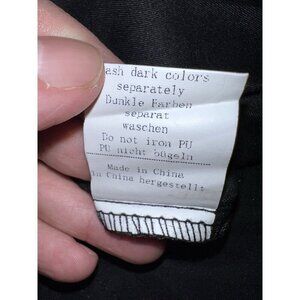 ash dark colors
separately
Dunkle Farben
separat
waschen
Do not iron PU
PU nicht bügeln
Made in China
in China hergestellt